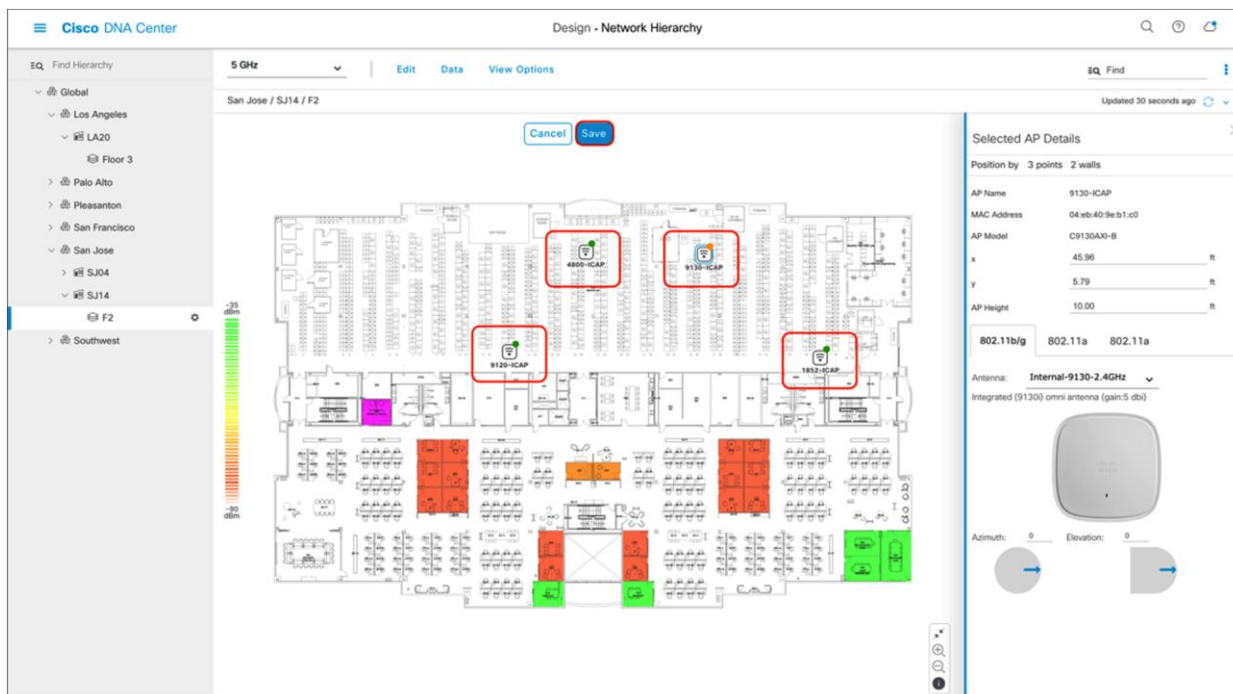 Cisco DNA Center
Design • Network Hierarchy
Find Hierarchy
Global
Los Angeles
LA20
Floor 3
Palo Alto
Pleasanton
San Francisco
San Jose
SJ04
SJ14
F2
Southwest
5 GHz
Edit Data View Options
EQ Find
San Jose / SJ14 / F2
Updated 30 seconds ago
Cancel Save
4800-ICAP
9130-ICAP
9120-ICAP
1852-ICAP
-35
dBm
-90
dBm
Selected AP Details
Position by 3 points 2 walls
AP Name 9130-ICAP
MAC Address 04:eb:40:9e:b1:c0
AP Model C9130AXI-B
x 45.96 ft
y 5.79 ft
AP Height 10.00 ft
802.11b/g 802.11a 802.11a
Antenna: Internal-9130-2.4GHz
Integrated (9130i) omni antenna (gain:5 dbi)
Azimuth: 0 Elevation: 0